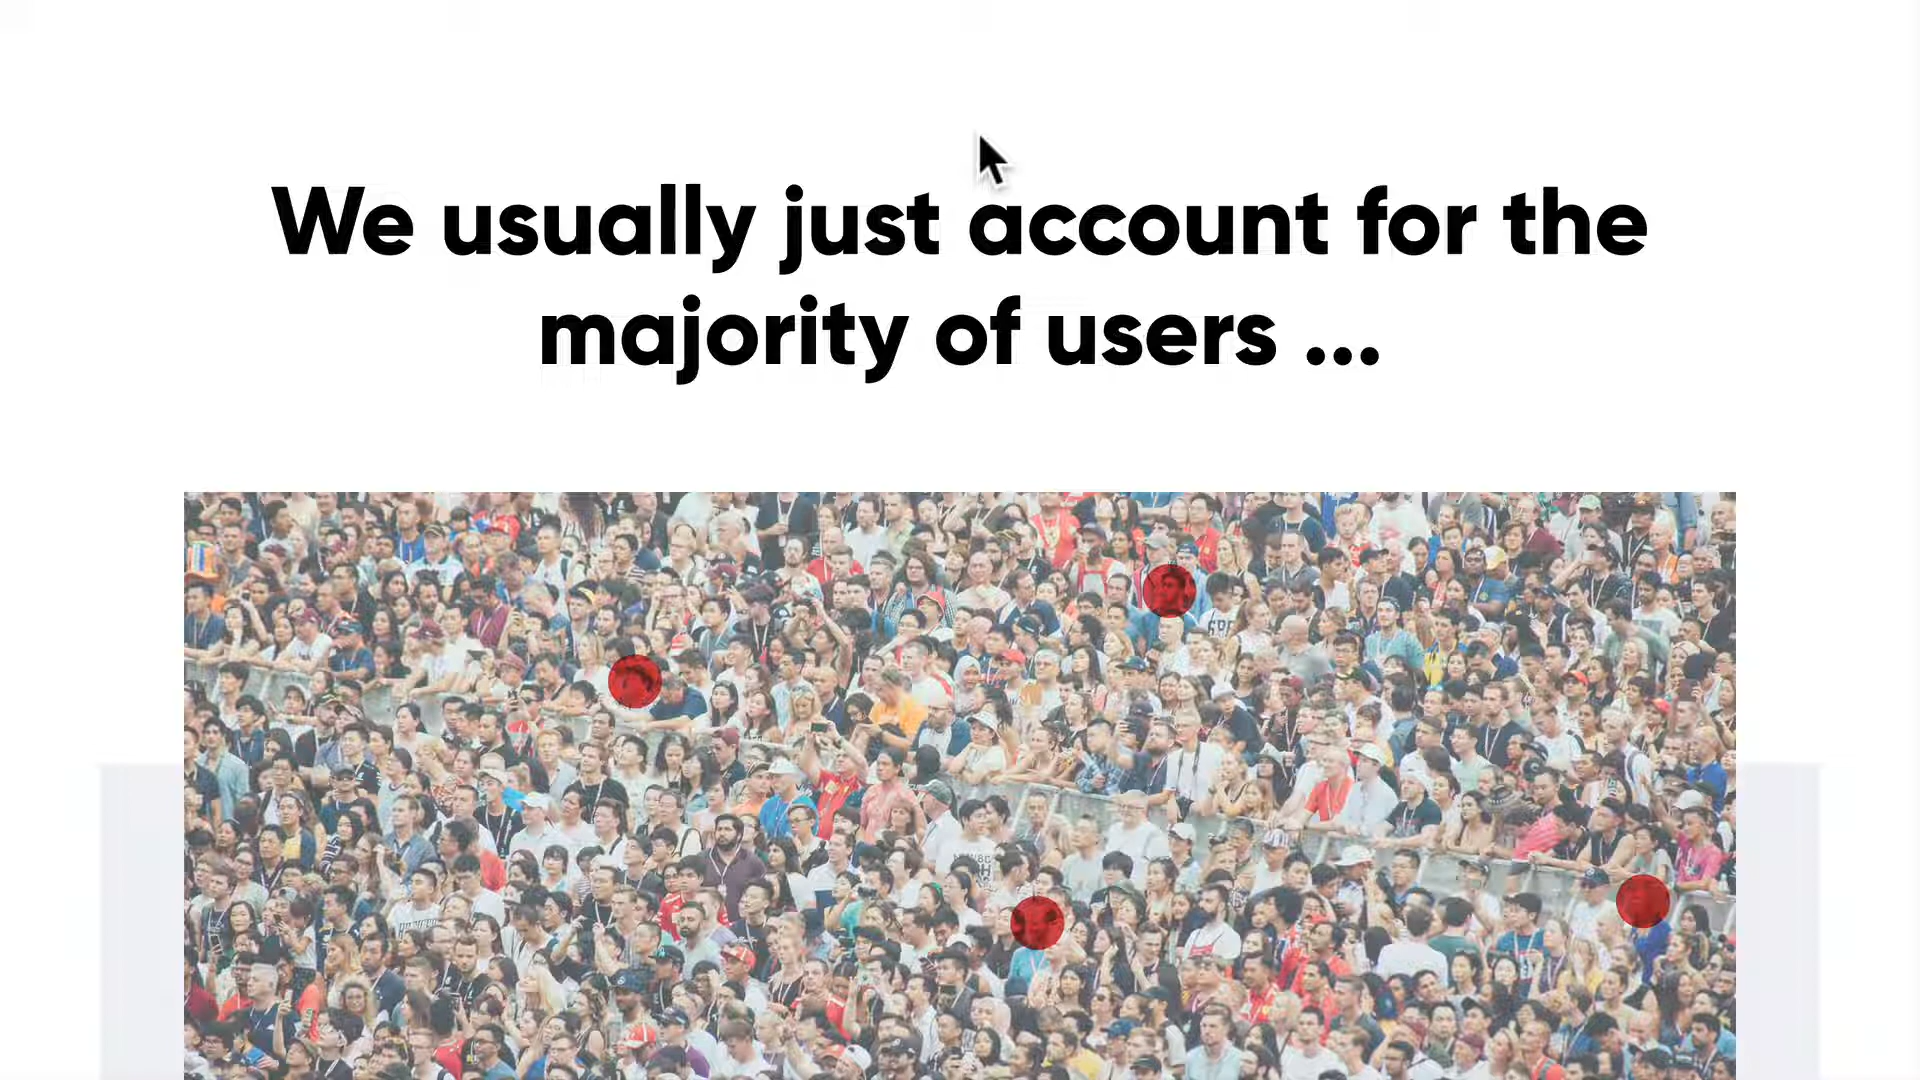 We usually just account for the
majority of users ...